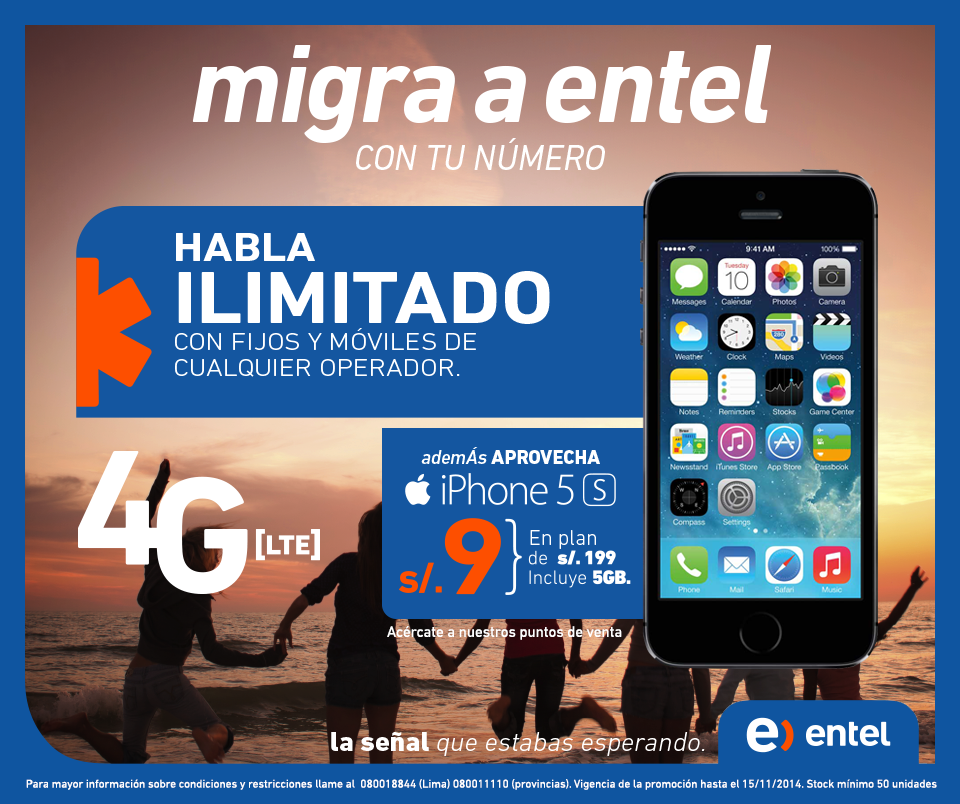 migra a entel
CON TU NÚMERO
HABLA
ILIMITADO
CON FIJOS Y MÓVILES DE
CUALQUIER OPERADOR.
4G [LTE]
ademÁs APROVECHA
iPhone 5 S
s/. 9
En plan
de s/. 199
Incluye 5GB.
Acércate a nuestros puntos de venta
9:41 AM 100%
Tuesday
10
Messages Calendar Photos Camera
280
Weather Clock Maps Videos
Notes Reminders Stocks Game Center
Newsstand iTunes Store App Store Passbook
Compass Settings
Phone Mail Safari Music
la señal que estabas esperando.
e) entel
Para mayor información sobre condiciones y restricciones llame al 080018844 (Lima) 080011110 (provincias). Vigencia de la promoción hasta el 15/11/2014. Stock mínimo 50 unidades